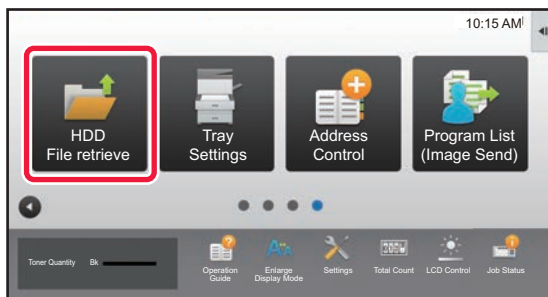 10:15 AM
HDD
File retrieve
Tray
Settings
Address
Control
Program List
(Image Send)
Toner Quantity Bk
Operation
Guide
Enlarge
Display Mode
Settings
Total Count
LCD Control
Job Status